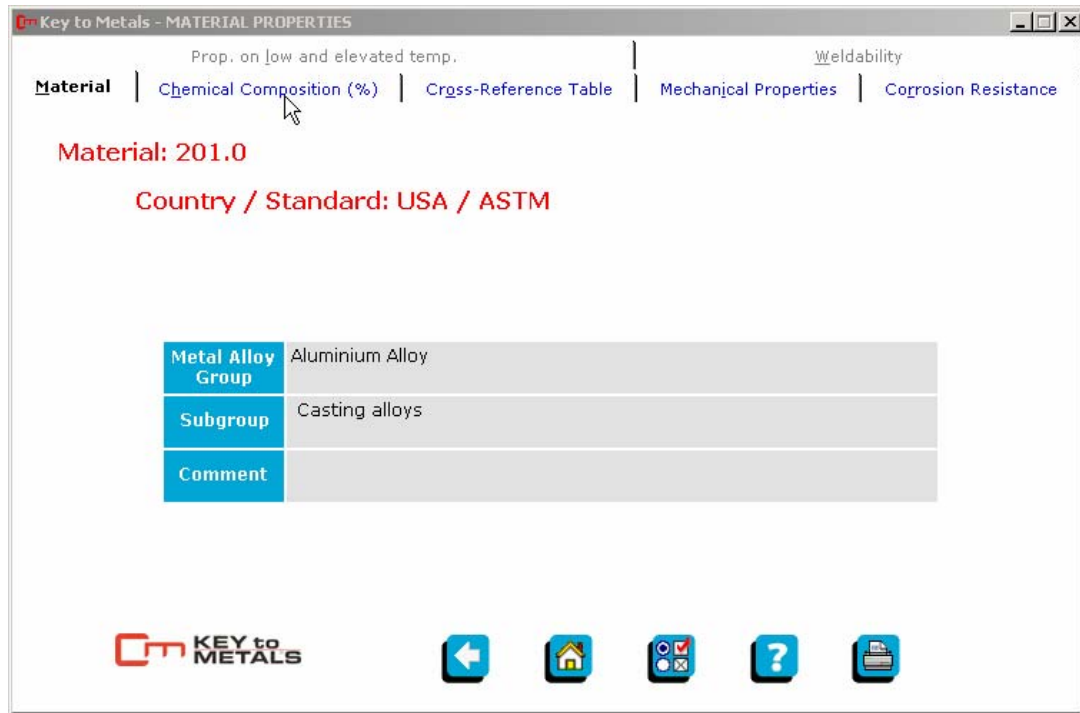 Key to Metals - MATERIAL PROPERTIES
Prop. on low and elevated temp. Weldability
Material Chemical Composition (%) Cross-Reference Table Mechanical Properties Corrosion Resistance
Material: 201.0
Country / Standard: USA / ASTM
Metal Alloy Group Aluminium Alloy
Subgroup Casting alloys
Comment
KEY to
METALS
?